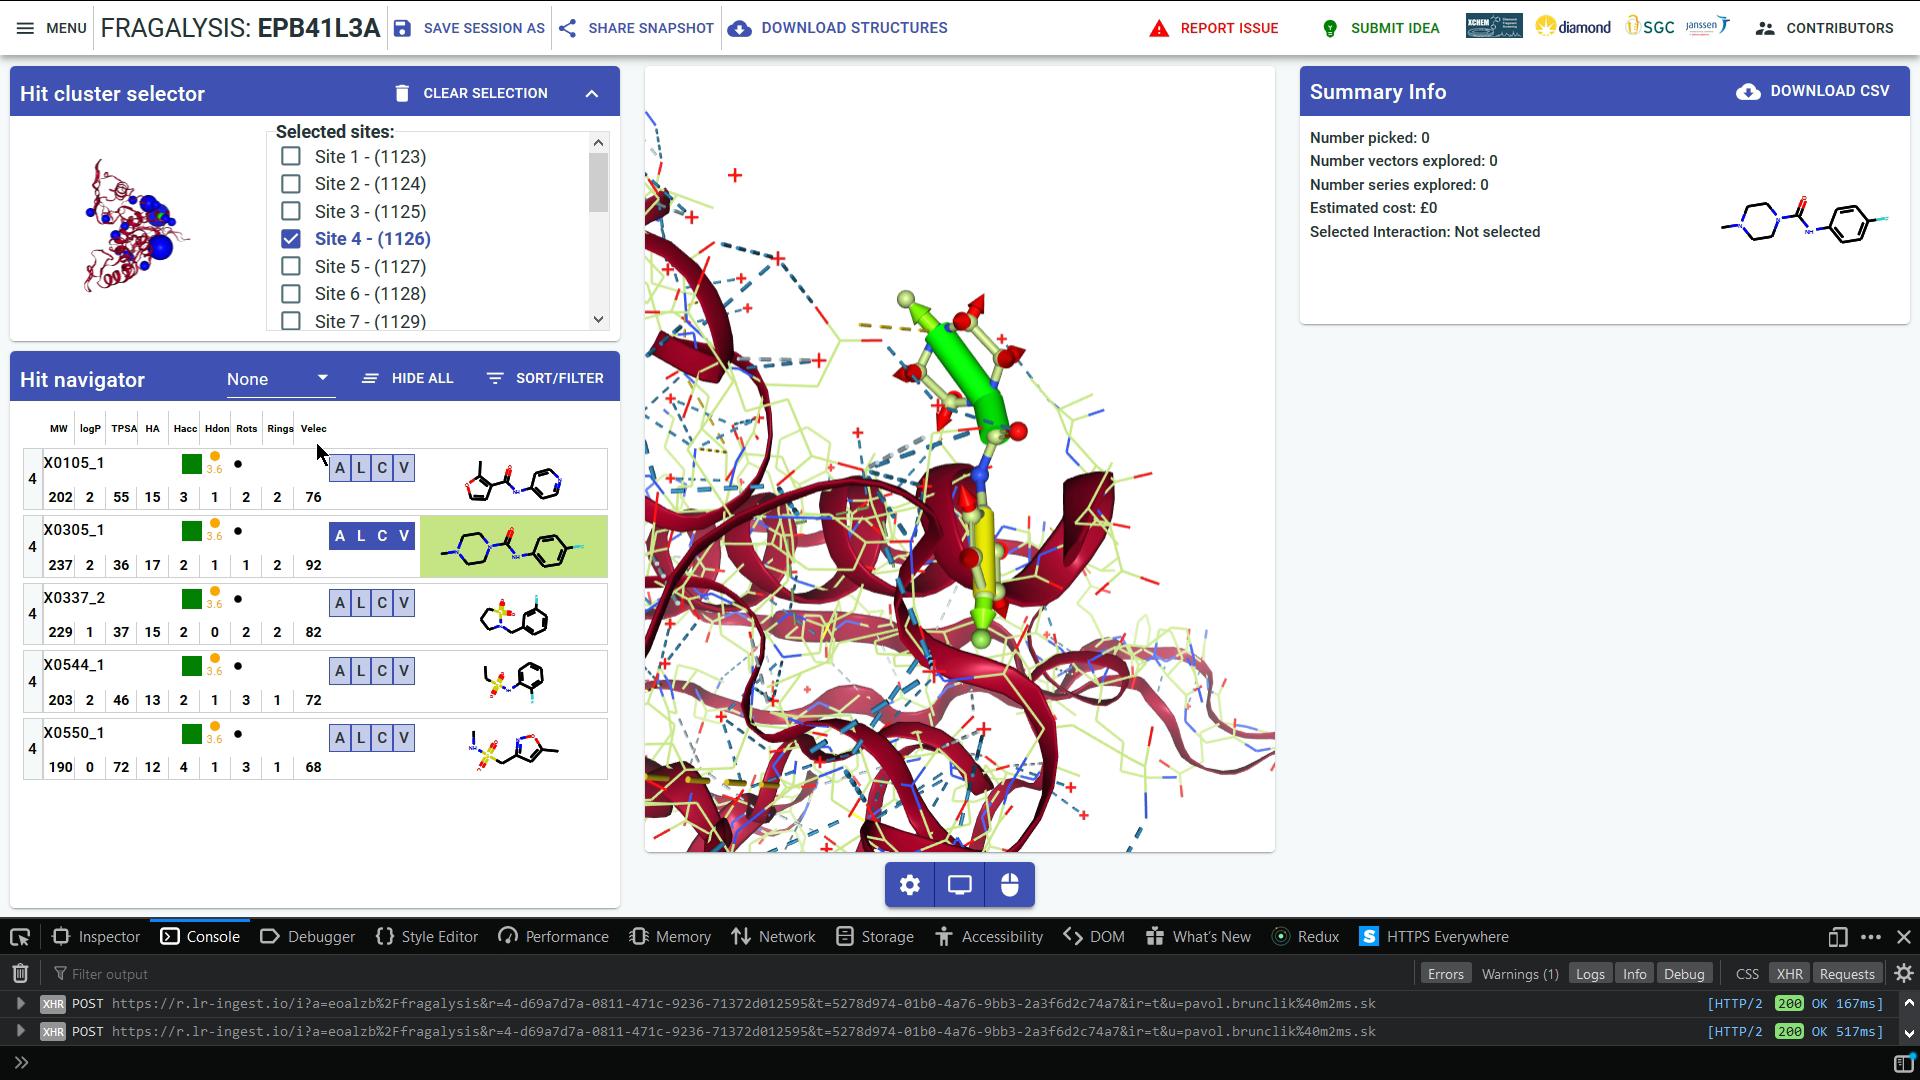 MENU
FRAGALYSIS: EPB41L3A
SAVE SESSION AS
SHARE SNAPSHOT
DOWNLOAD STRUCTURES
REPORT ISSUE
SUBMIT IDEA
XCHEM
diamond
SGC
janssen
CONTRIBUTORS
Hit cluster selector
CLEAR SELECTION
Selected sites:
Site 1 - (1123)
Site 2 - (1124)
Site 3 - (1125)
Site 4 - (1126)
Site 5 - (1127)
Site 6 - (1128)
Site 7 - (1129)
Hit navigator
None
HIDE ALL
SORT/FILTER
MW logP TPSA HA Hacc Hdon Rots Rings Velec
4 X0105_1 3.6 A L C V
202 2 55 15 3 1 2 2 76
4 X0305_1 3.6 A L C V
237 2 36 17 2 1 1 2 92
4 X0337_2 3.6 A L C V
229 1 37 15 2 0 2 2 82
4 X0544_1 3.6 A L C V
203 2 46 13 2 1 3 1 72
4 X0550_1 3.6 A L C V
190 0 72 12 4 1 3 1 68
Summary Info
DOWNLOAD CSV
Number picked: 0
Number vectors explored: 0
Number series explored: 0
Estimated cost: £0
Selected Interaction: Not selected
Inspector Console Debugger Style Editor Performance Memory Network Storage Accessibility DOM What's New Redux S HTTPS Everywhere
Filter output
Errors Warnings (1) Logs Info Debug CSS XHR Requests
XHR POST https://r.lr-ingest.io/i?a=eoalzb%2Ffragalysis&r=4-d69a7d7a-0811-471c-9236-71372d012595&t=5278d974-01b0-4a76-9bb3-2a3f6d2c74a7&ir=t&u=pavol.brunclik%40m2ms.sk [HTTP/2 200 OK 167ms]
XHR POST https://r.lr-ingest.io/i?a=eoalzb%2Ffragalysis&r=4-d69a7d7a-0811-471c-9236-71372d012595&t=5278d974-01b0-4a76-9bb3-2a3f6d2c74a7&ir=t&u=pavol.brunclik%40m2ms.sk [HTTP/2 200 OK 517ms]